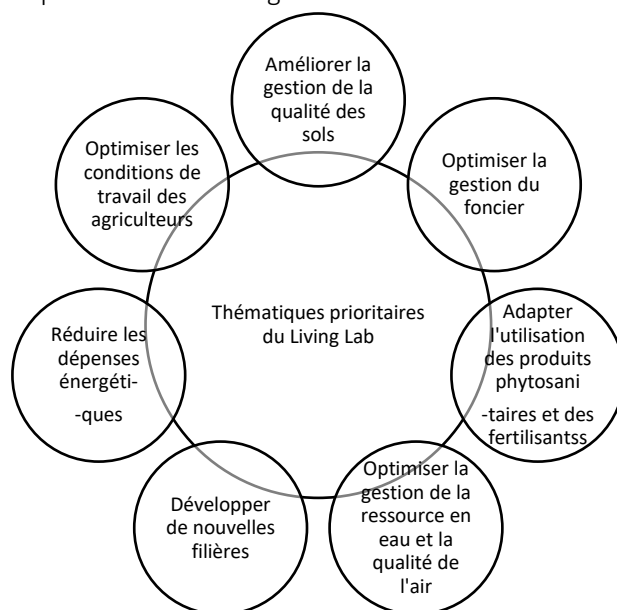 Améliorer la
gestion de la
qualité des
sols
Optimiser la
gestion du
foncier
Adapter
l'utilisation
des produits
phytosani
-taires et des
fertilisantss
Optimiser la
gestion de la
ressource en
eau et la
qualité de
l'air
Développer
de nouvelles
filières
Réduire les
dépenses
énergéti-
-ques
Optimiser les
conditions de
travail des
agriculteurs
Thématiques prioritaires
du Living Lab